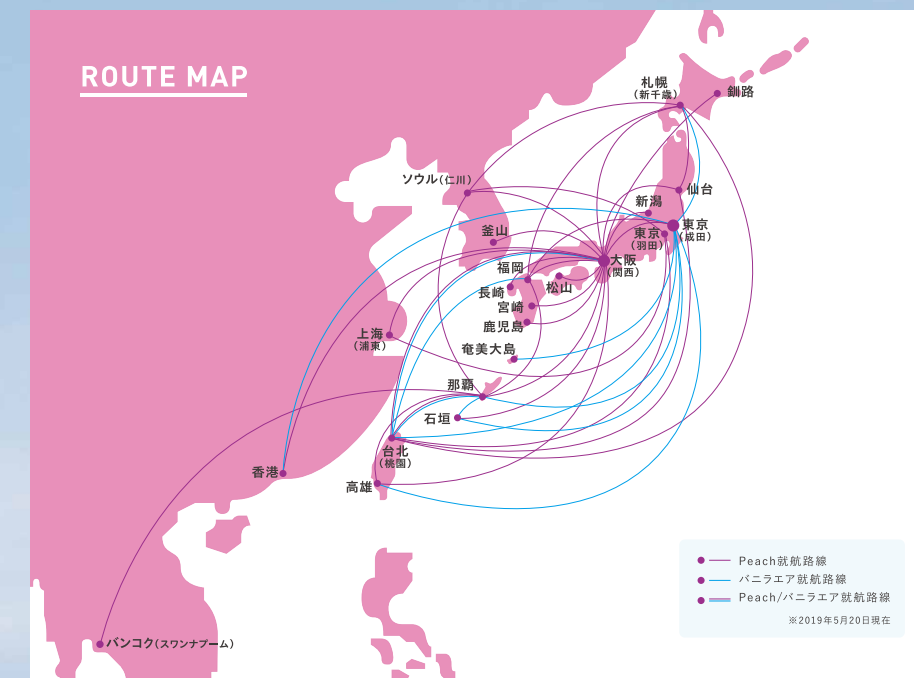 ROUTE MAP
札幌
（新千歳）
釧路
ソウル（仁川）
仙台
新潟
釜山
東京
（成田）
東京
（羽田）
福岡
大阪
（関西）
長崎
松山
宮崎
鹿児島
上海
（浦東）
奄美大島
那覇
石垣
台北
（桃園）
香港
高雄
Peach就航路線
バニラエア就航路線
Peach/バニラエア就航路線
※2019年5月20日現在
バンコク（スワンナプーム）